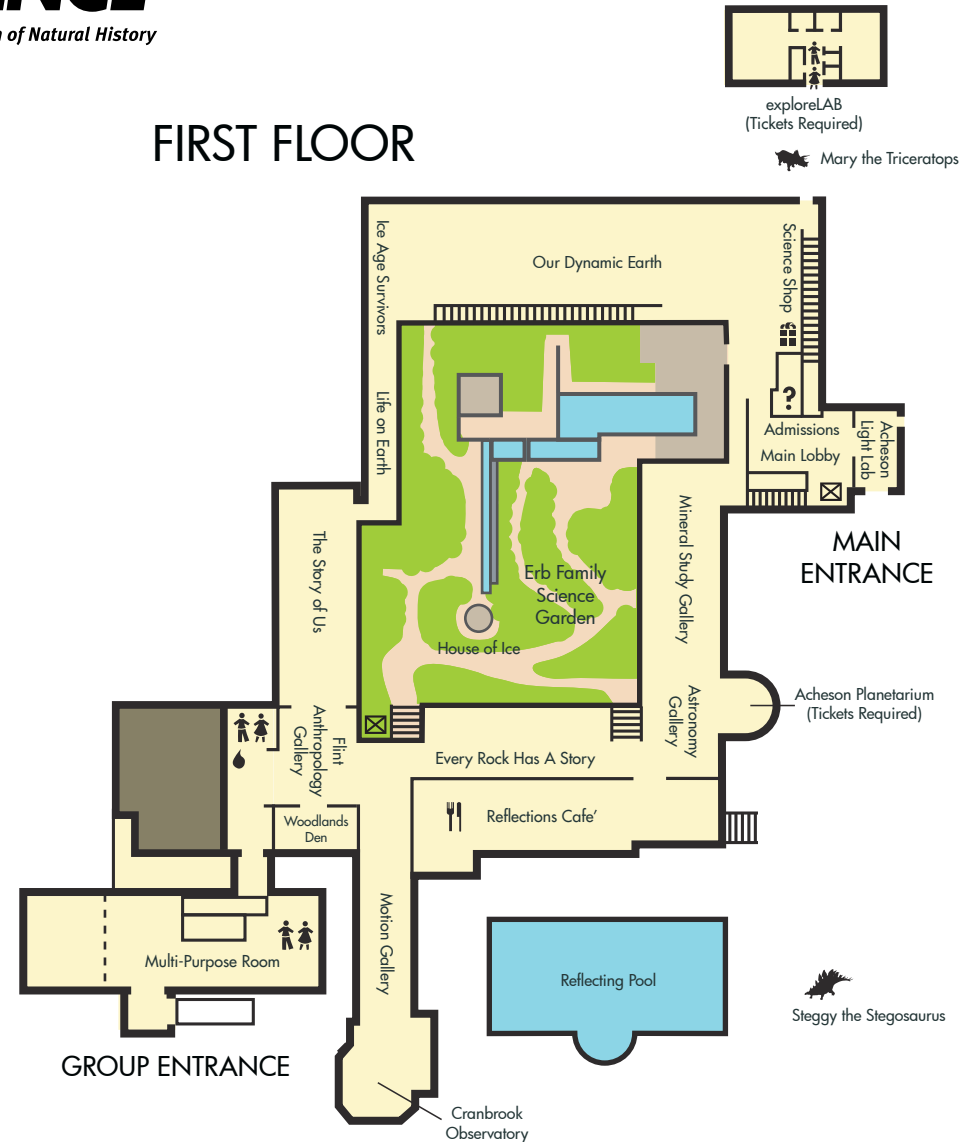 of Natural History
FIRST FLOOR
exploreLAB
(Tickets Required)
Mary the Triceratops
Ice Age Survivors
Our Dynamic Earth
Science Shop
Life on Earth
?
Admissions
Main Lobby
Acheson
Light Lab
MAIN
ENTRANCE
The Story of Us
Mineral Study Gallery
Erb Family
Science
Garden
House of Ice
Acheson Planetarium
(Tickets Required)
Astronomy
Gallery
Flint
Anthropology
Gallery
Every Rock Has A Story
Woodlands
Den
Reflections Cafe'
Motion Gallery
Multi-Purpose Room
Reflecting Pool
Steggy the Stegosaurus
GROUP ENTRANCE
Cranbrook
Observatory